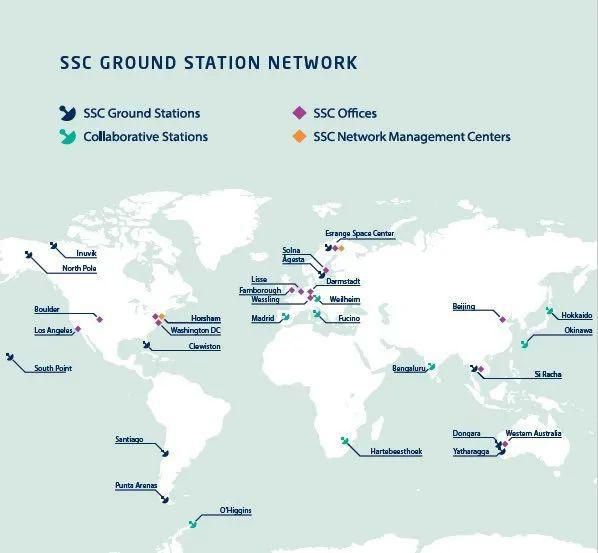 SSC GROUND STATION NETWORK
SSC Ground Stations
SSC Offices
Collaborative Stations
SSC Network Management Centers
Esrange Space Center
Inuvik
Solna
North Pole
Ågesta
Lisse
Darmstadt
Farnborough
Wessling
Weilheim
Boulder
Horsham
Madrid
Fucino
Beijing
Hokkaido
Los Angeles
Washington DC
Okinawa
Clewiston
South Point
Bengaluru
Si Racha
Santiago
Dongara
Western Australia
Hartebeesthoek
Yatharagga
Punta Arenas
O'Higgins